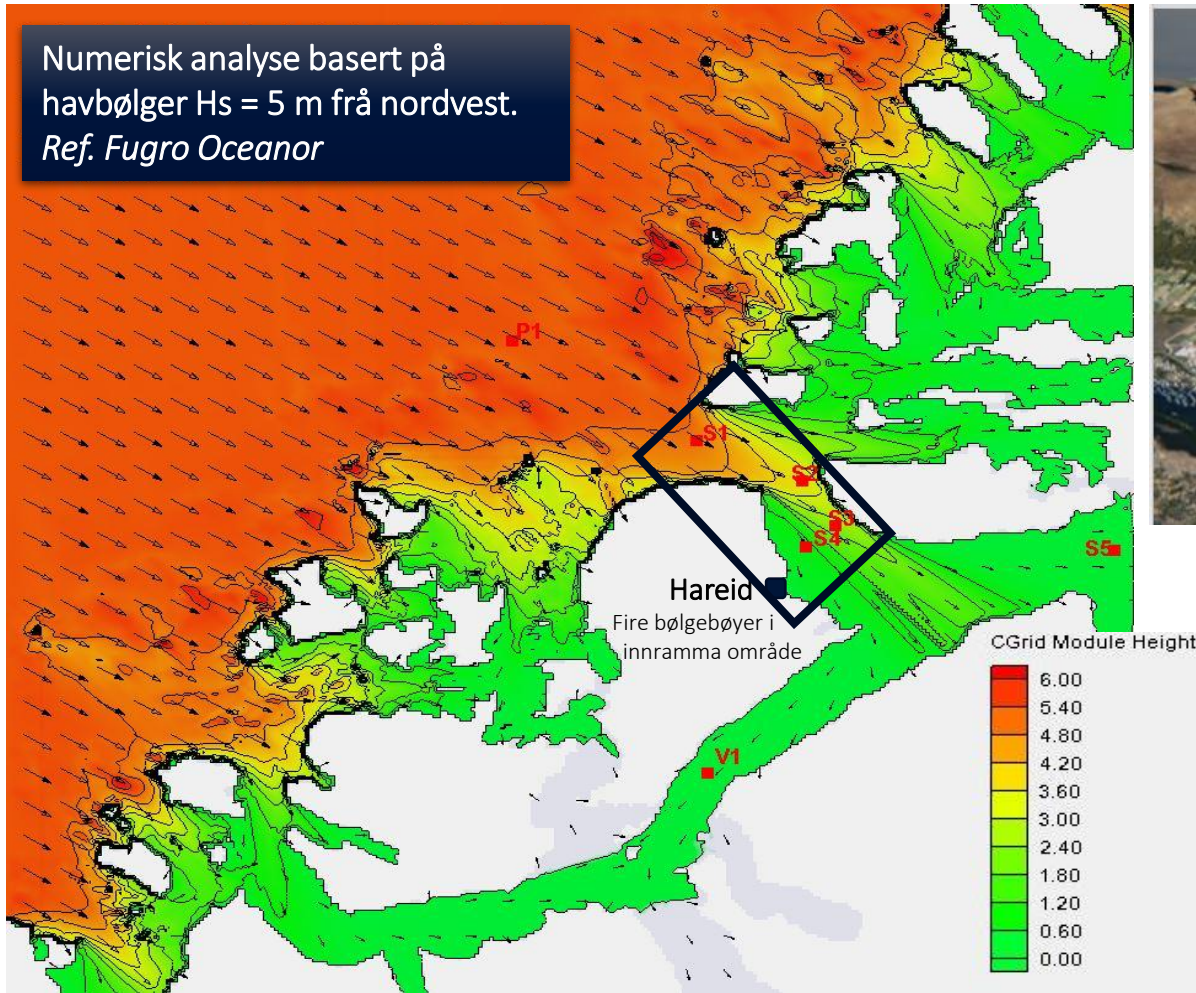 Numerisk analyse basert på
havbølger Hs = 5 m frå nordvest.
Ref. Fugro Oceanor
P1
S1
S2
S3
S4
S5
Hareid
Fire bølgebøyer i
innramma område
V1
CGrid Module Height
6.00
5.40
4.80
4.20
3.60
3.00
2.40
1.80
1.20
0.60
0.00